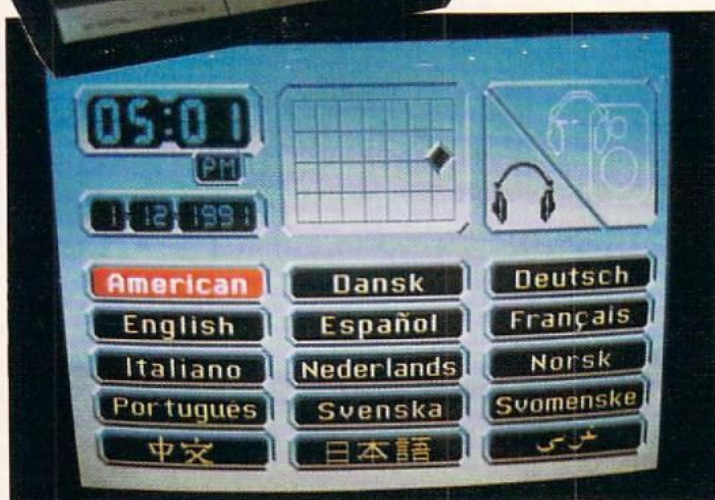 05:01
PM
1-12-1991
American Dansk Deutsch
English Español Français
Italiano Nederlands Norsk
Português Svenska Svomenske
中文 日本語